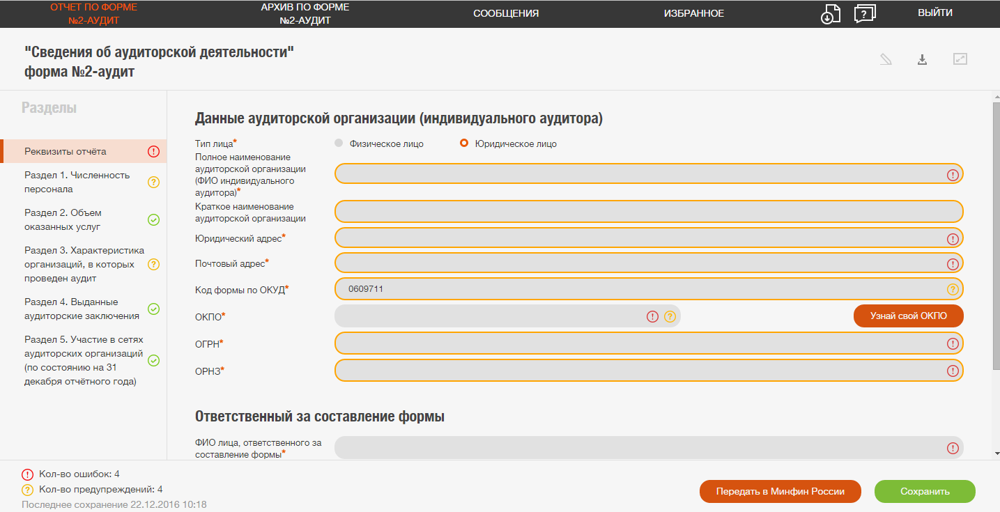 ОТЧЕТ ПО ФОРМЕ
№2-АУДИТ
АРХИВ ПО ФОРМЕ
№2-АУДИТ
СООБЩЕНИЯ
ИЗБРАННОЕ
ВЫЙТИ
"Сведения об аудиторской деятельности"
форма №2-аудит
Разделы
Реквизиты отчёта
Раздел 1. Численность
персонала
Раздел 2. Объем
оказанных услуг
Раздел 3. Характеристика
организаций, в которых
проведен аудит
Раздел 4. Выданные
аудиторские заключения
Раздел 5. Участие в сетях
аудиторских организаций
(по состоянию на 31
декабря отчётного года)
Данные аудиторской организации (индивидуального аудитора)
Тип лица*
Физическое лицо
Юридическое лицо
Полное наименование
аудиторской организации
(ФИО индивидуального
аудитора)*
Краткое наименование
аудиторской организации
Юридический адрес*
Почтовый адрес*
Код формы по ОКУД*
0609711
ОКПО*
Узнай свой ОКПО
ОГРН*
ОРНЗ*
Ответственный за составление формы
ФИО лица, ответственного за
составление формы*
Кол-во ошибок: 4
Кол-во предупреждений: 4
Последнее сохранение 22.12.2016 10:18
Передать в Минфин России
Сохранить